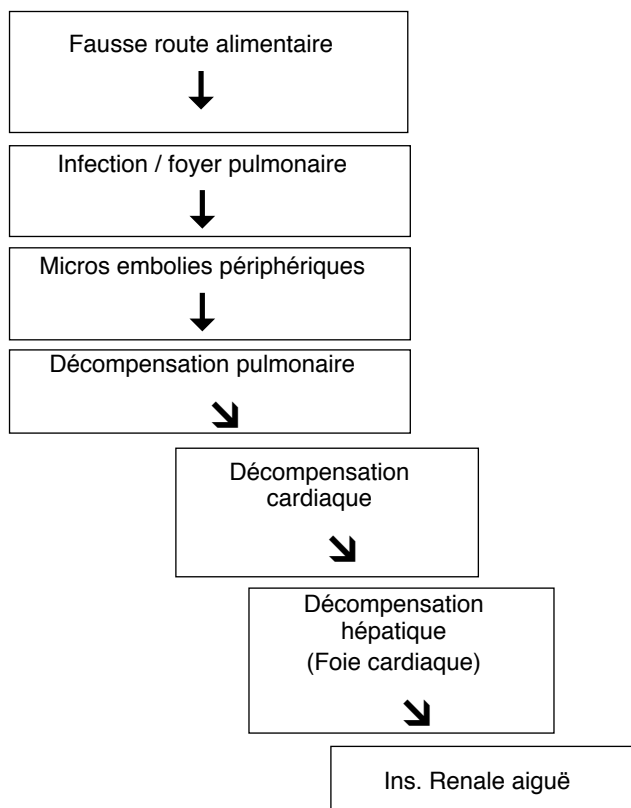 Fausse route alimentaire
Infection / foyer pulmonaire
Micros embolies périphériques
Décompensation pulmonaire
Décompensation
cardiaque
Décompensation
hépatique
(Foie cardiaque)
Ins. Renale aiguë